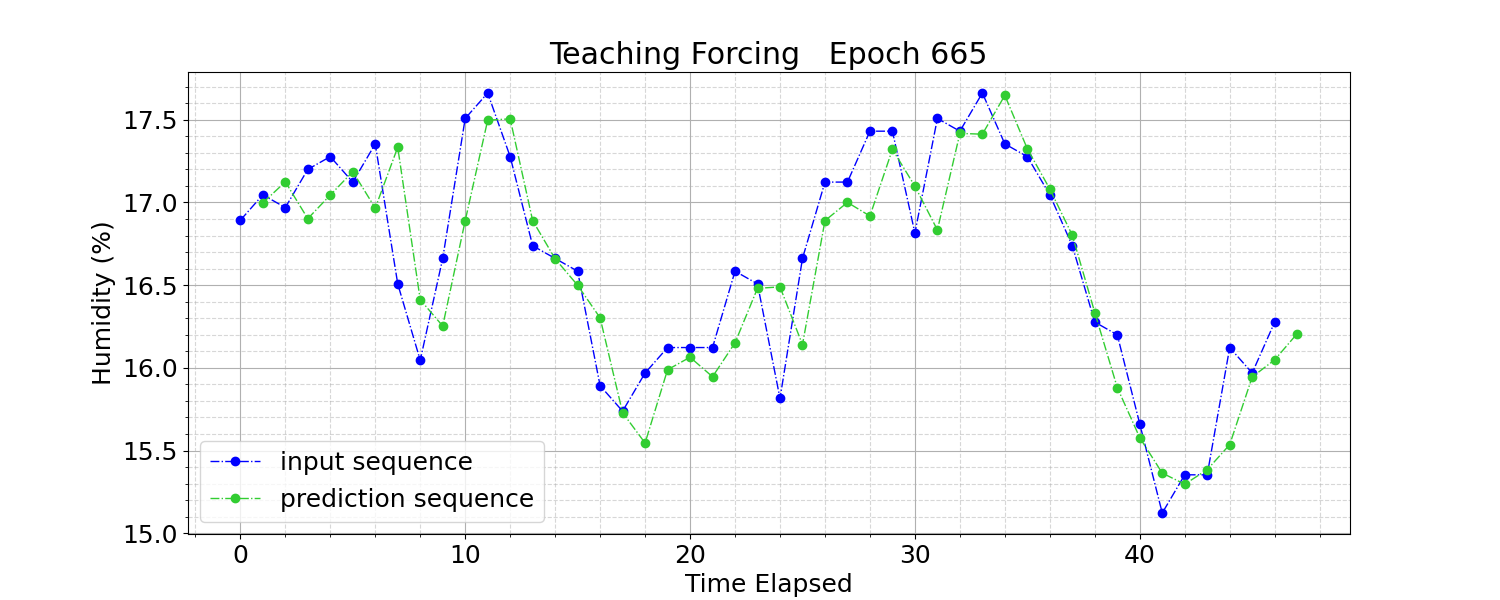 Teaching Forcing   Epoch 665
Humidity (%)
17.5
17.0
16.5
16.0
15.5
15.0
input sequence
prediction sequence
0 10 20 30 40
Time Elapsed